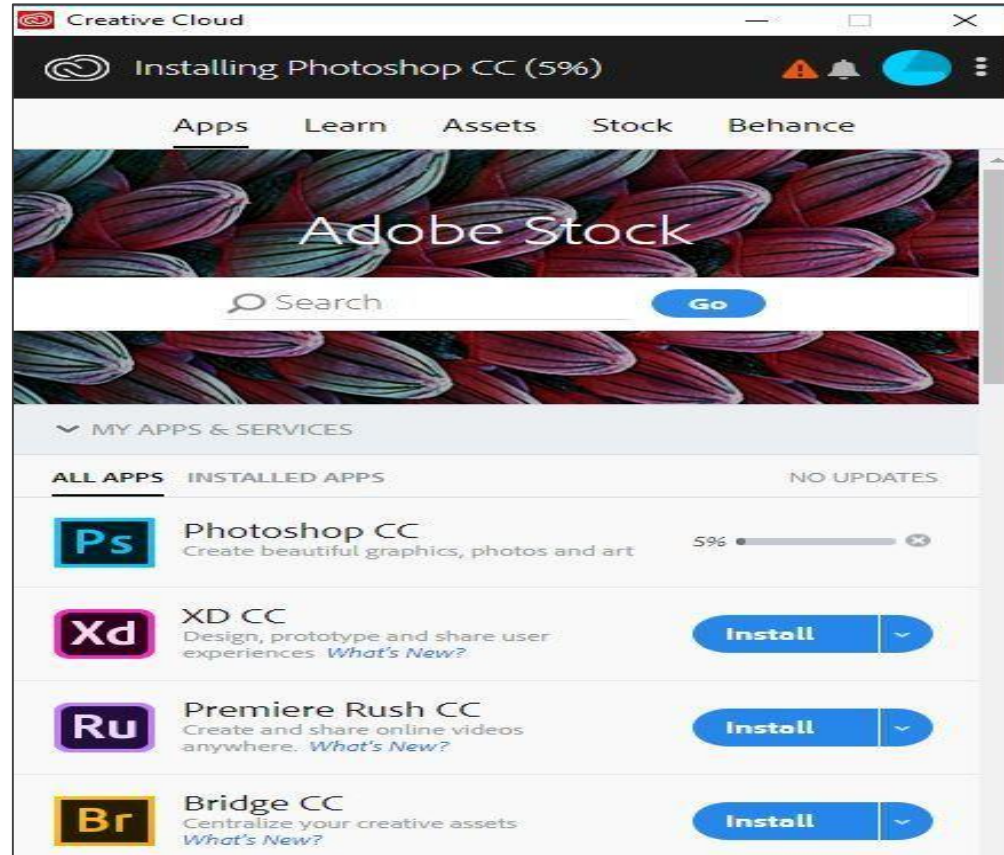 Creative Cloud
Installing Photoshop CC (5%)
Apps Learn Assets Stock Behance
Adobe Stock
Search Go
MY APPS & SERVICES
ALL APPS INSTALLED APPS NO UPDATES
Ps
Photoshop CC
Create beautiful graphics, photos and art
5%
Xd
XD CC
Design, prototype and share user
experiences What's New?
Install
Ru
Premiere Rush CC
Create and share online videos
anywhere. What's New?
Install
Br
Bridge CC
Centralize your creative assets
What's New?
Install